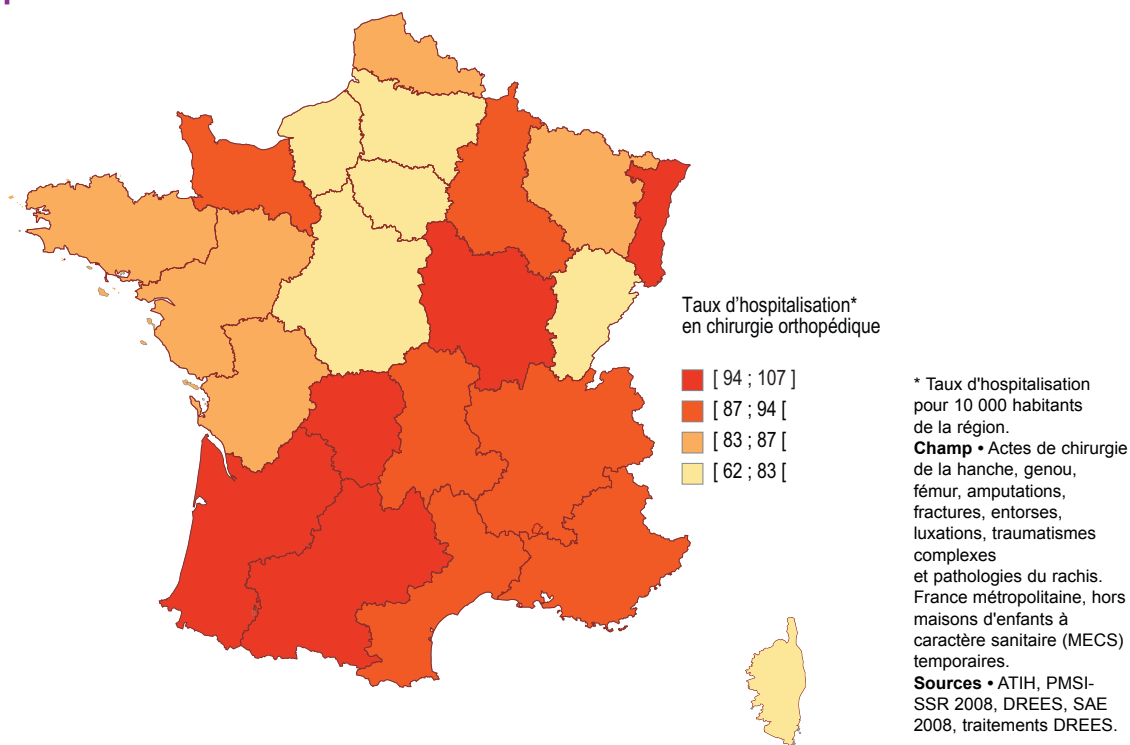 Taux d'hospitalisation*
en chirurgie orthopédique
[ 94 ; 107 ]
[ 87 ; 94 [
[ 83 ; 87 [
[ 62 ; 83 [
* Taux d'hospitalisation
pour 10 000 habitants
de la région.
Champ • Actes de chirurgie
de la hanche, genou,
fémur, amputations,
fractures, entorses,
luxations, traumatismes
complexes
et pathologies du rachis.
France métropolitaine, hors
maisons d'enfants à
caractère sanitaire (MECS)
temporaires.
Sources • ATIH, PMSI-
SSR 2008, DREES, SAE
2008, traitements DREES.